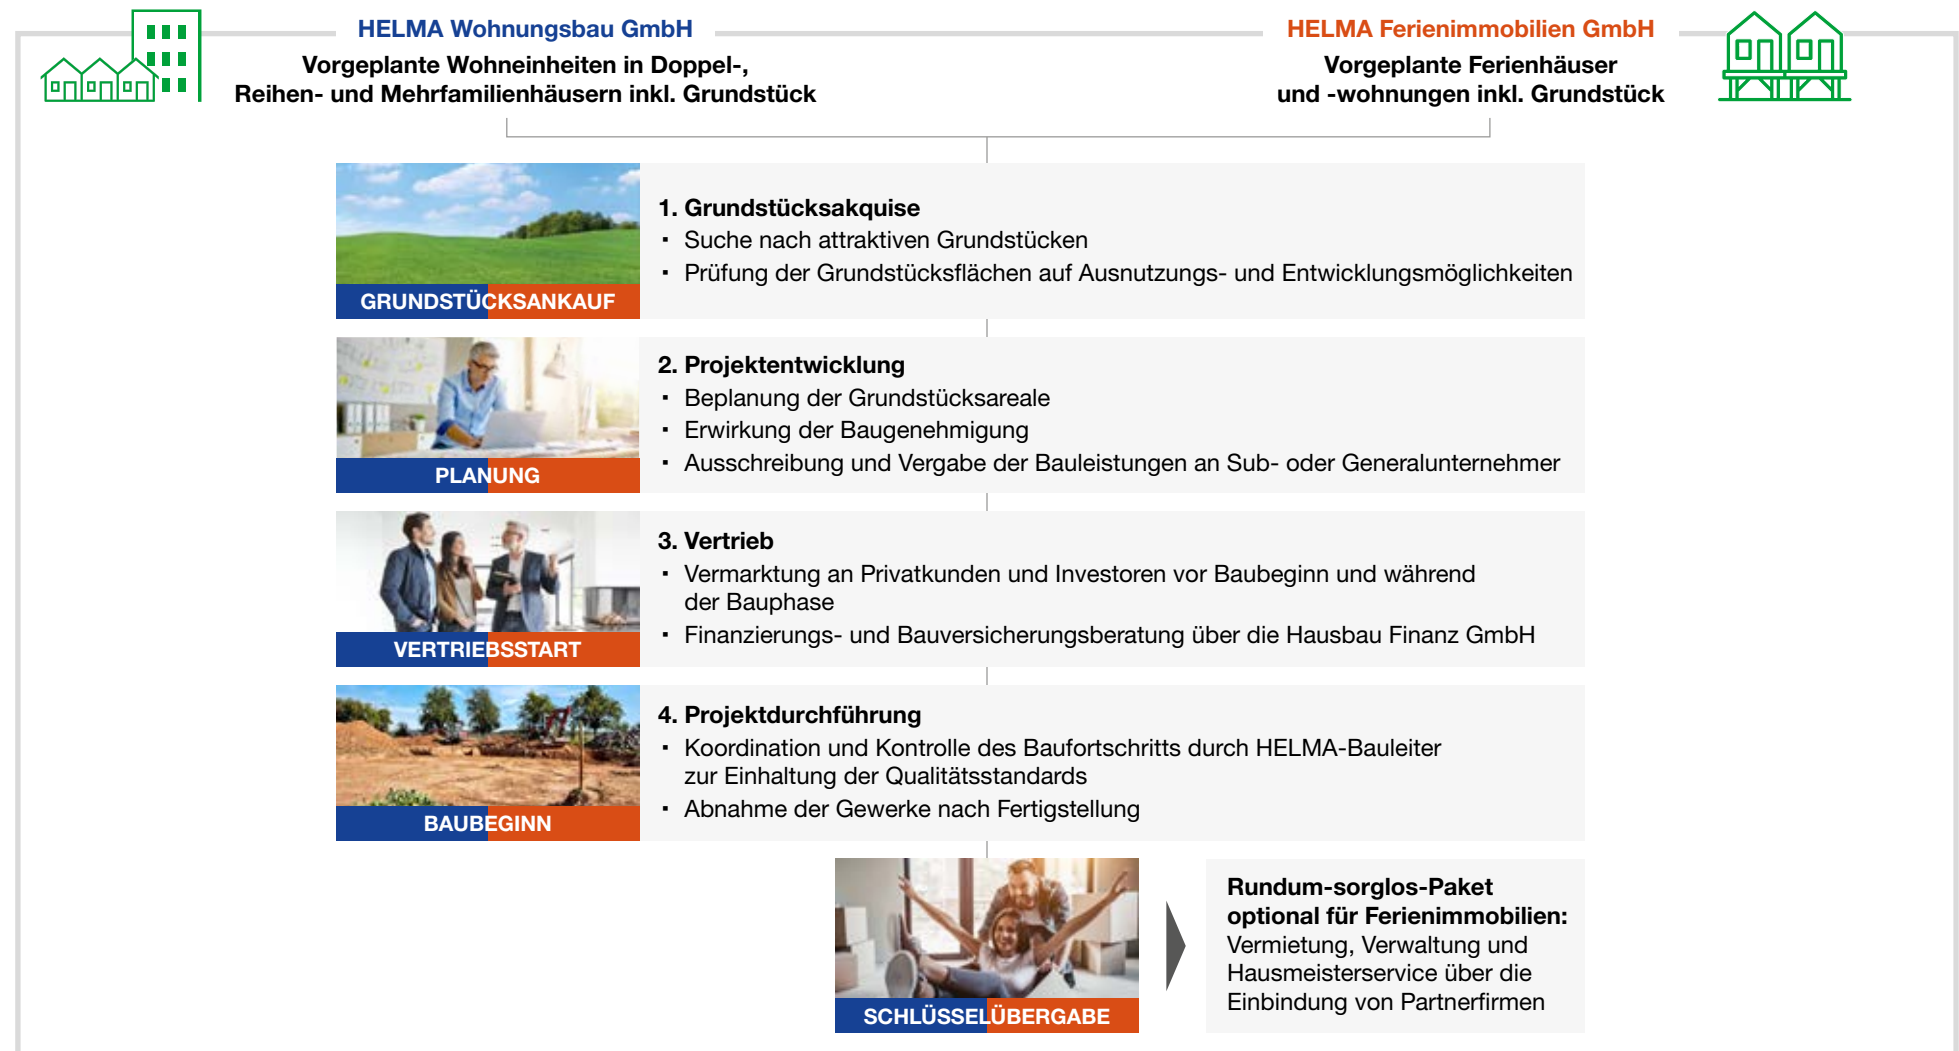 HELMA Wohnungsbau GmbH
Vorgeplante Wohneinheiten in Doppel-,
Reihen- und Mehrfamilienhäusern inkl. Grundstück
HELMA Ferienimmobilien GmbH
Vorgeplante Ferienhäuser
und -wohnungen inkl. Grundstück
GRUNDSTÜCKSANKAUF
1. Grundstücksakquise
▪ Suche nach attraktiven Grundstücken
▪ Prüfung der Grundstücksflächen auf Ausnutzungs- und Entwicklungsmöglichkeiten
PLANUNG
2. Projektentwicklung
▪ Beplanung der Grundstücksareale
▪ Erwirkung der Baugenehmigung
▪ Ausschreibung und Vergabe der Bauleistungen an Sub- oder Generalunternehmer
VERTRIEBSSTART
3. Vertrieb
▪ Vermarktung an Privatkunden und Investoren vor Baubeginn und während
der Bauphase
▪ Finanzierungs- und Bauversicherungsberatung über die Hausbau Finanz GmbH
BAUBEGINN
4. Projektdurchführung
▪ Koordination und Kontrolle des Baufortschritts durch HELMA-Bauleiter
zur Einhaltung der Qualitätsstandards
▪ Abnahme der Gewerke nach Fertigstellung
SCHLÜSSELÜBERGABE
Rundum-sorglos-Paket
optional für Ferienimmobilien:
Vermietung, Verwaltung und
Hausmeisterservice über die
Einbindung von Partnerfirmen